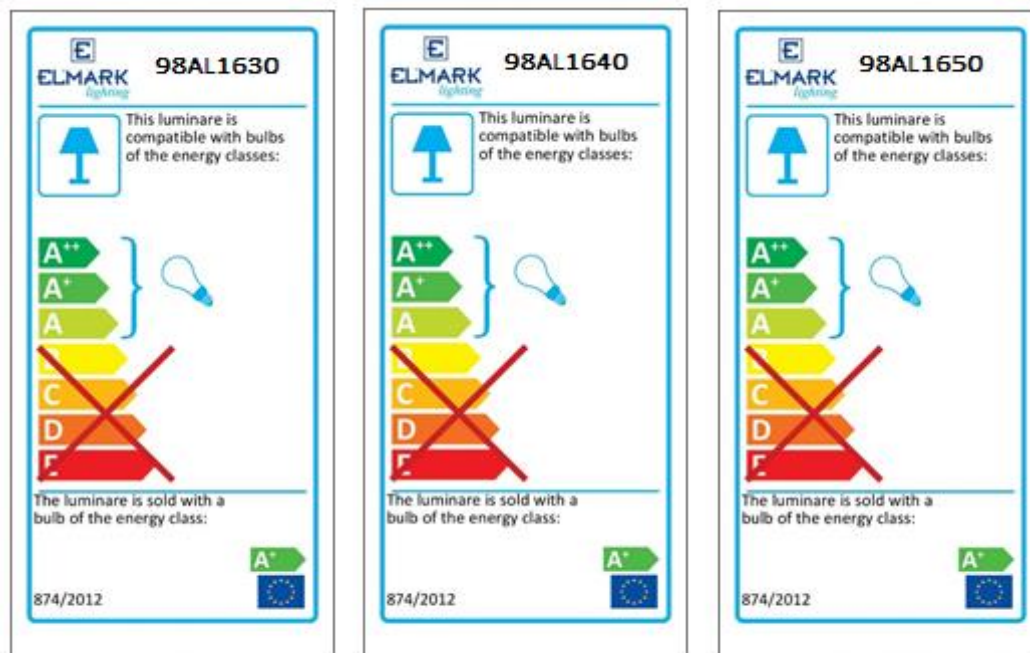 E
ELMARK
lighting
98AL1630
This luminare is
compatible with bulbs
of the energy classes:
A++
A+
A
B
C
D
E
The luminare is sold with a
bulb of the energy class:
A+
874/2012
E
ELMARK
lighting
98AL1640
This luminare is
compatible with bulbs
of the energy classes:
A++
A+
A
B
C
D
E
The luminare is sold with a
bulb of the energy class:
A+
874/2012
E
ELMARK
lighting
98AL1650
This luminare is
compatible with bulbs
of the energy classes:
A++
A+
A
B
C
D
E
The luminare is sold with a
bulb of the energy class:
A+
874/2012